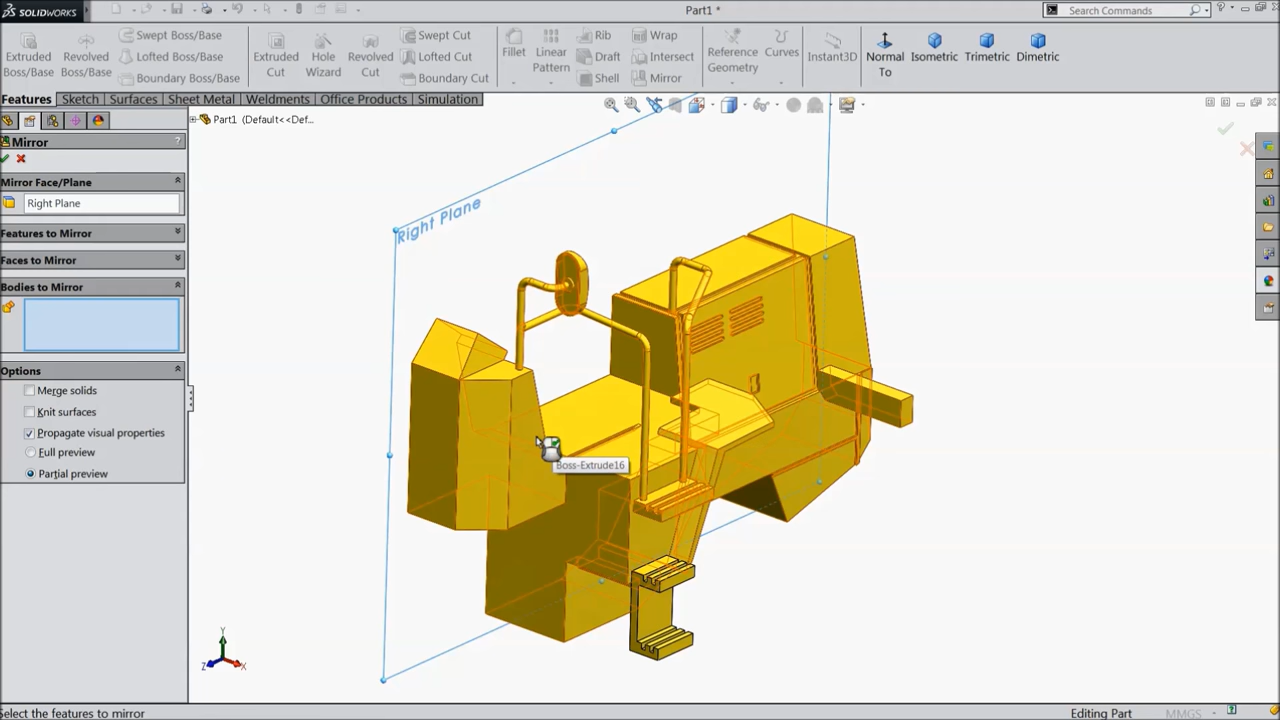 SOLIDWORKS
Part1 *
Search Commands
Extruded Boss/Base
Revolved Boss/Base
Swept Boss/Base
Lofted Boss/Base
Boundary Boss/Base
Extruded Cut
Hole Wizard
Revolved Cut
Swept Cut
Lofted Cut
Boundary Cut
Fillet
Linear Pattern
Rib
Draft
Shell
Wrap
Intersect
Mirror
Reference Geometry
Curves
Instant3D
Normal To
Isometric
Trimetric
Dimetric
Features
Sketch
Surfaces
Sheet Metal
Weldments
Office Products
Simulation
Part1 (Default<<Def...
Mirror
?
Mirror Face/Plane
Right Plane
Features to Mirror
Faces to Mirror
Bodies to Mirror
Options
Merge solids
Knit surfaces
Propagate visual properties
Full preview
Partial preview
Right Plane
Boss-Extrude16
Y
Z
X
Select the features to mirror
Editing Part
MMGS